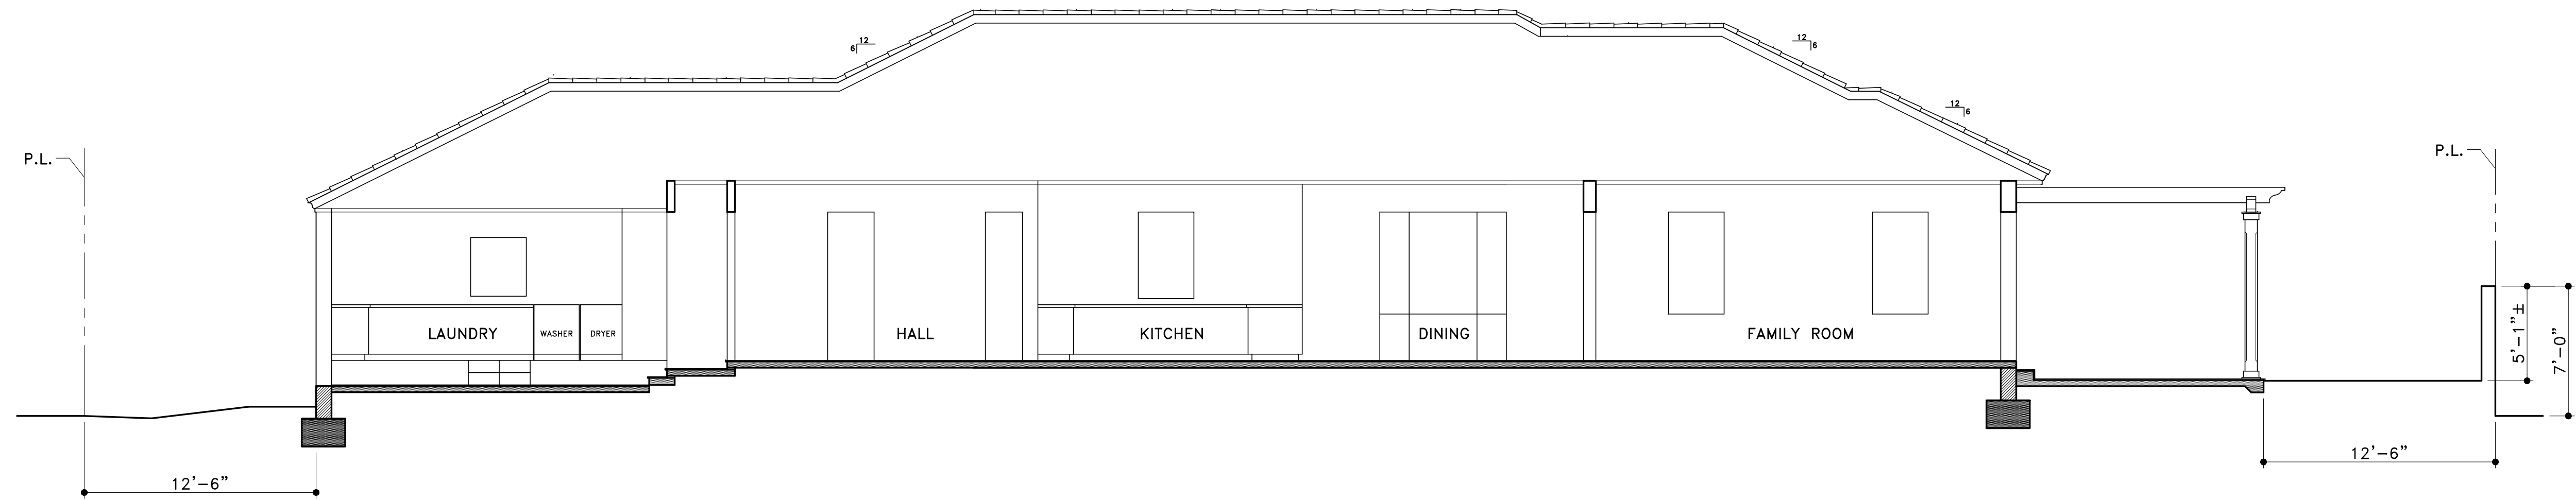 12
6
12
6
12
6
P.L.
P.L.
LAUNDRY
WASHER
DRYER
HALL
KITCHEN
DINING
FAMILY ROOM
5'-1"±
7'-0"
12'-6"
12'-6"